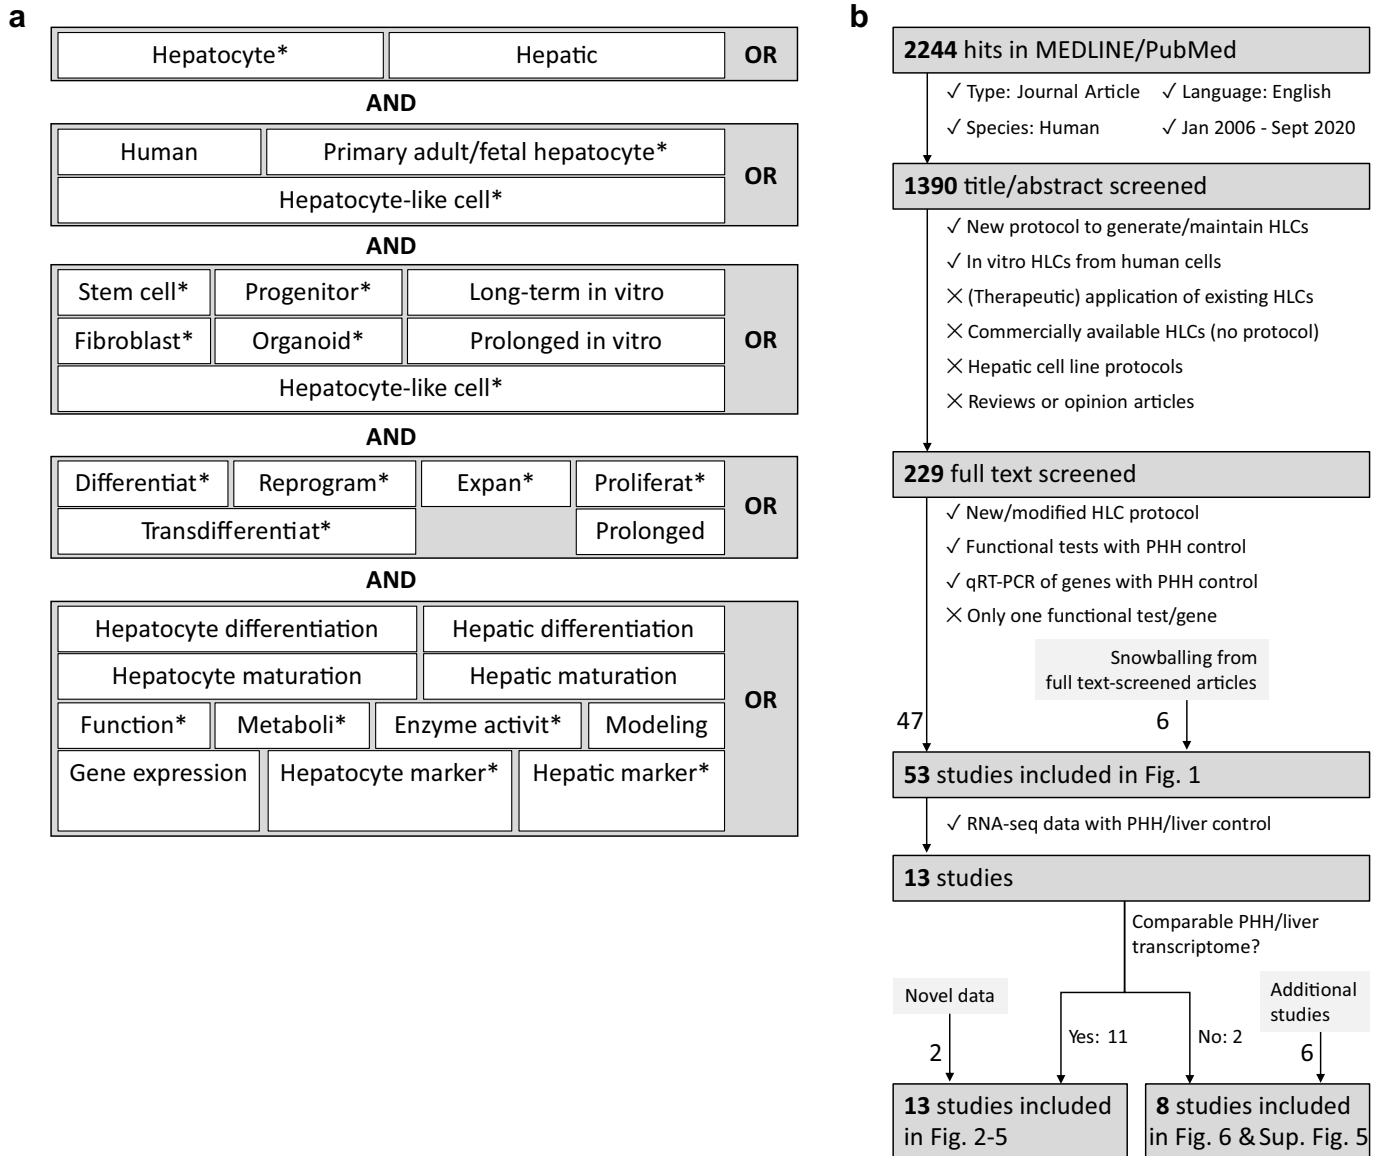 a
Hepatocyte*
Hepatic
OR
AND
Human
Primary adult/fetal hepatocyte*
Hepatocyte-like cell*
OR
AND
Stem cell*
Progenitor*
Long-term in vitro
Fibroblast*
Organoid*
Prolonged in vitro
Hepatocyte-like cell*
OR
AND
Differentiat*
Reprogram*
Expan*
Proliferat*
Transdifferentiat*
Prolonged
OR
AND
Hepatocyte differentiation
Hepatic differentiation
Hepatocyte maturation
Hepatic maturation
Function*
Metaboli*
Enzyme activit*
Modeling
Gene expression
Hepatocyte marker*
Hepatic marker*
OR
b
2244 hits in MEDLINE/PubMed
✓ Type: Journal Article
✓ Language: English
✓ Species: Human
✓ Jan 2006 - Sept 2020
1390 title/abstract screened
✓ New protocol to generate/maintain HLCs
✓ In vitro HLCs from human cells
✕ (Therapeutic) application of existing HLCs
✕ Commercially available HLCs (no protocol)
✕ Hepatic cell line protocols
✕ Reviews or opinion articles
229 full text screened
✓ New/modified HLC protocol
✓ Functional tests with PHH control
✓ qRT-PCR of genes with PHH control
✕ Only one functional test/gene
Snowballing from
full text-screened articles
47
6
53 studies included in Fig. 1
✓ RNA-seq data with PHH/liver control
13 studies
Comparable PHH/liver
transcriptome?
Novel data
Additional
studies
2
Yes: 11
No: 2
6
13 studies included
in Fig. 2-5
8 studies included
in Fig. 6 & Sup. Fig. 5